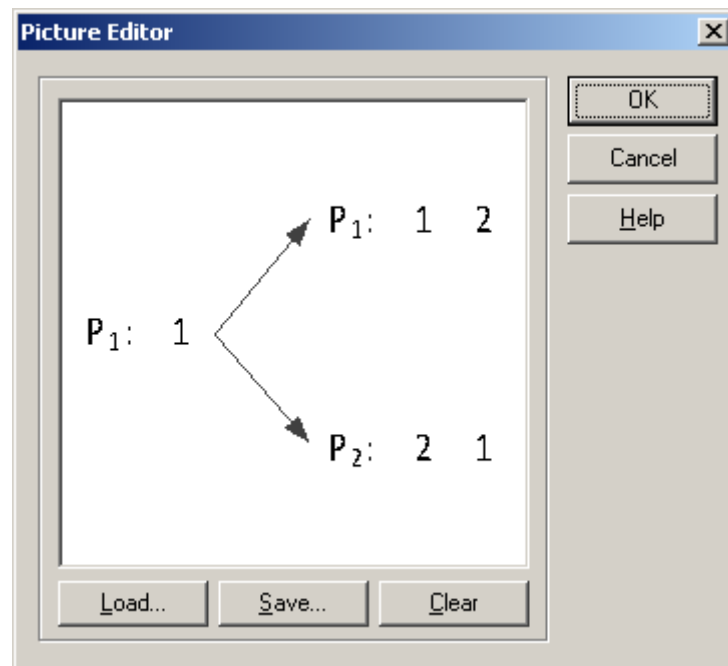 Picture Editor
OK
Cancel
Help
P₁: 1 2
P₁: 1
P₂: 2 1
Load...
Save...
Clear